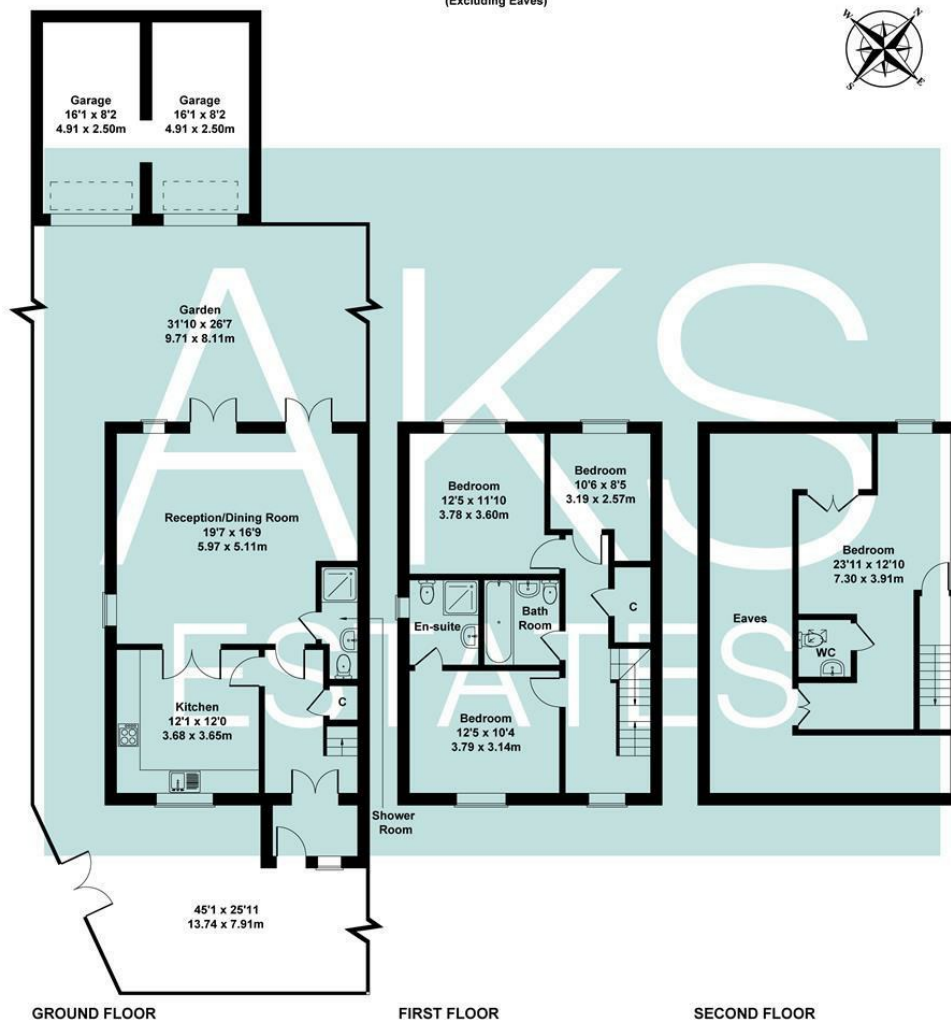 (Excluding Eaves)
W
N
S
E
Garage
16'1 x 8'2
4.91 x 2.50m
Garage
16'1 x 8'2
4.91 x 2.50m
Garden
31'10 x 26'7
9.71 x 8.11m
AKS
ESTATES
Reception/Dining Room
19'7 x 16'9
5.97 x 5.11m
Kitchen
12'1 x 12'0
3.68 x 3.65m
C
Shower
Room
45'1 x 25'11
13.74 x 7.91m
Bedroom
12'5 x 11'10
3.78 x 3.60m
Bedroom
10'6 x 8'5
3.19 x 2.57m
En-suite
Bath
Room
C
Bedroom
12'5 x 10'4
3.79 x 3.14m
Bedroom
23'11 x 12'10
7.30 x 3.91m
Eaves
WC
GROUND FLOOR
FIRST FLOOR
SECOND FLOOR